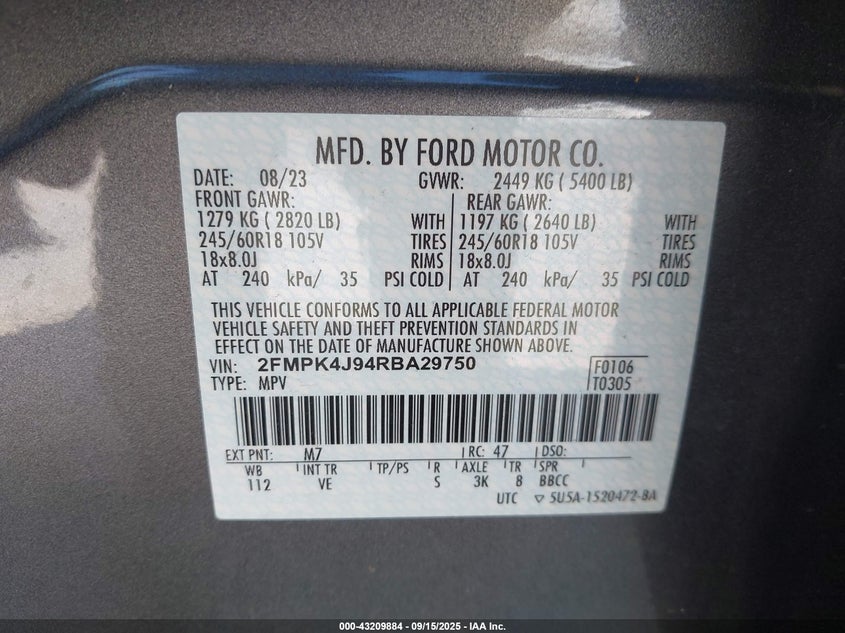 MFD. BY FORD MOTOR CO.
DATE: 08/23 GVWR: 2449 KG ( 5400 LB)
FRONT GAWR: REAR GAWR:
1279 KG ( 2820 LB) WITH 1197 KG ( 2640 LB) WITH
245/60R18 105V TIRES 245/60R18 105V TIRES
18x8.0J RIMS 18x8.0J RIMS
AT 240 kPa/ 35 PSI COLD AT 240 kPa/ 35 PSI COLD
THIS VEHICLE CONFORMS TO ALL APPLICABLE FEDERAL MOTOR
VEHICLE SAFETY AND THEFT PREVENTION STANDARDS IN
EFFECT ON THE DATE OF MANUFACTURE SHOWN ABOVE.
VIN: 2FMPK4J94RBA29750 F0106
TYPE: MPV T0305
EXT PNT: M7 RC: 47 DSO:
WB INT TR TP/PS R AXLE TR SPR
112 VE S 3K 8 BBCC
UTC ▽ 5U5A-1520472-BA
000-43209884 - 09/15/2025 - IAA Inc.